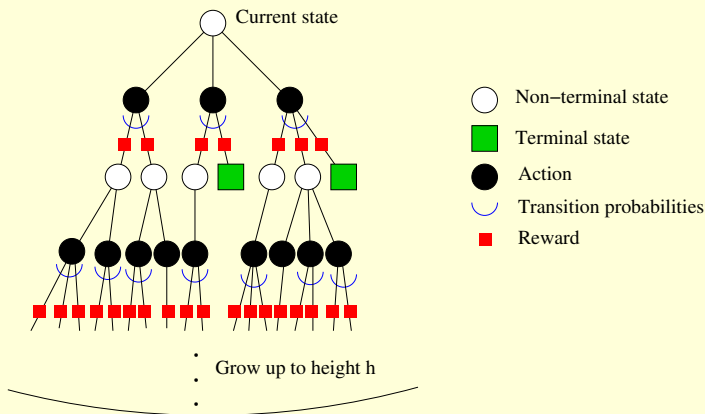 Current state
Non−terminal state
Terminal state
Action
Transition probabilities
Reward
Grow up to height h